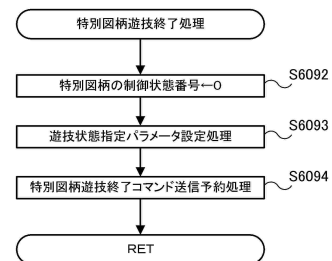 特別図柄遊技終了処理
S6092
特別図柄の制御状態番号←0
S6093
遊技状態指定パラメータ設定処理
S6094
特別図柄遊技終了コマンド送信予約処理
RET